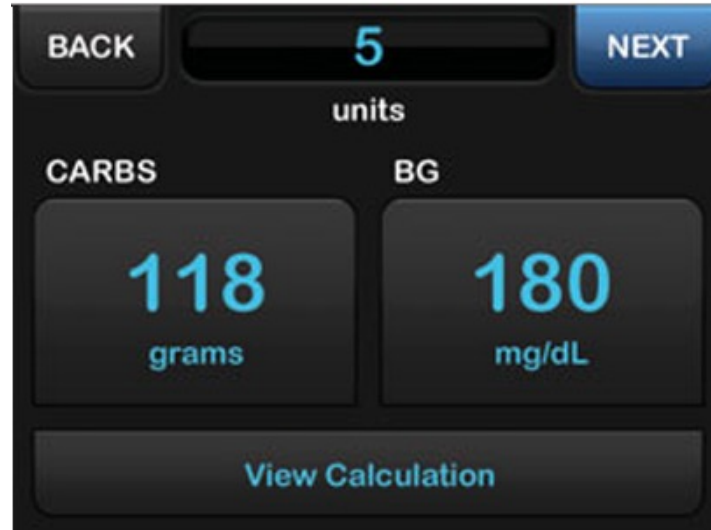 BACK
5
NEXT
units
CARBS
BG
118
grams
180
mg/dL
View Calculation